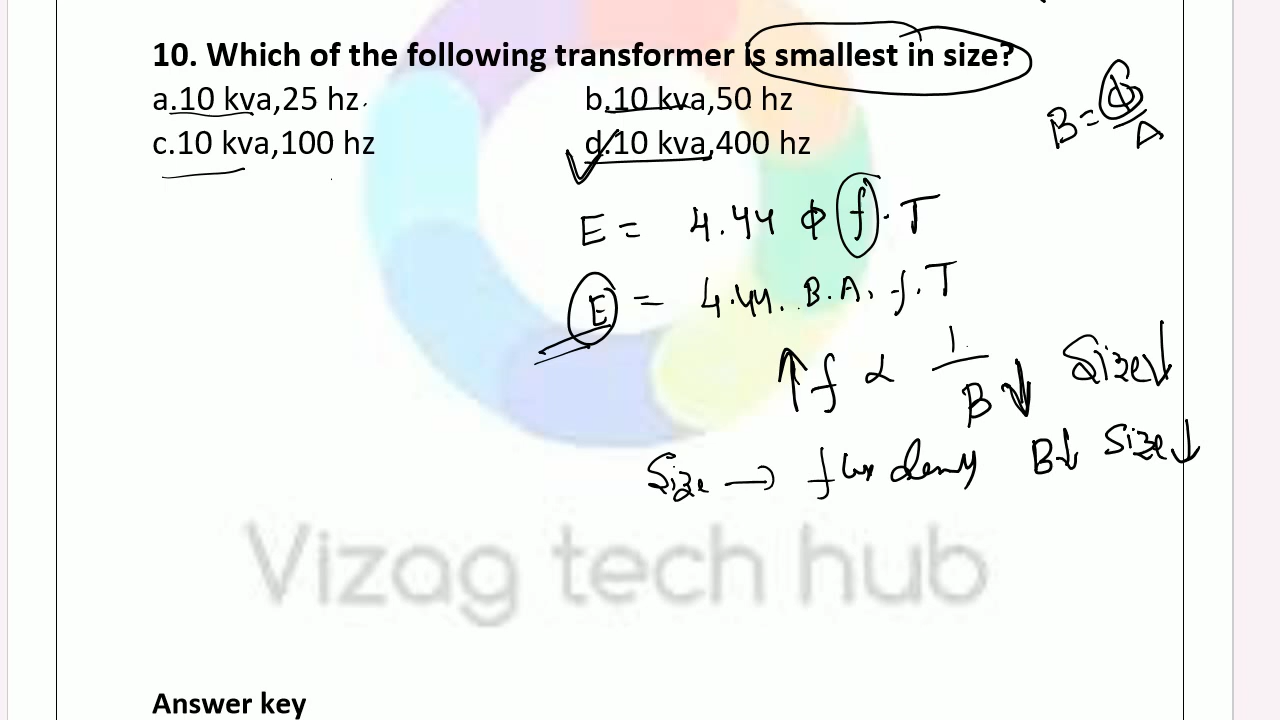 10. Which of the following transformer is smallest in size?
a.10 kva,25 hz
b.10 kva,50 hz
c.10 kva,100 hz
d.10 kva,400 hz
B = Φ/A
E = 4.44 Φ f . T
E = 4.44. B.A. f.T
↑ f ∝ 1/B ↓ Size↓
Size → flux B↓ Size↓
Vizag tech hub
Answer key